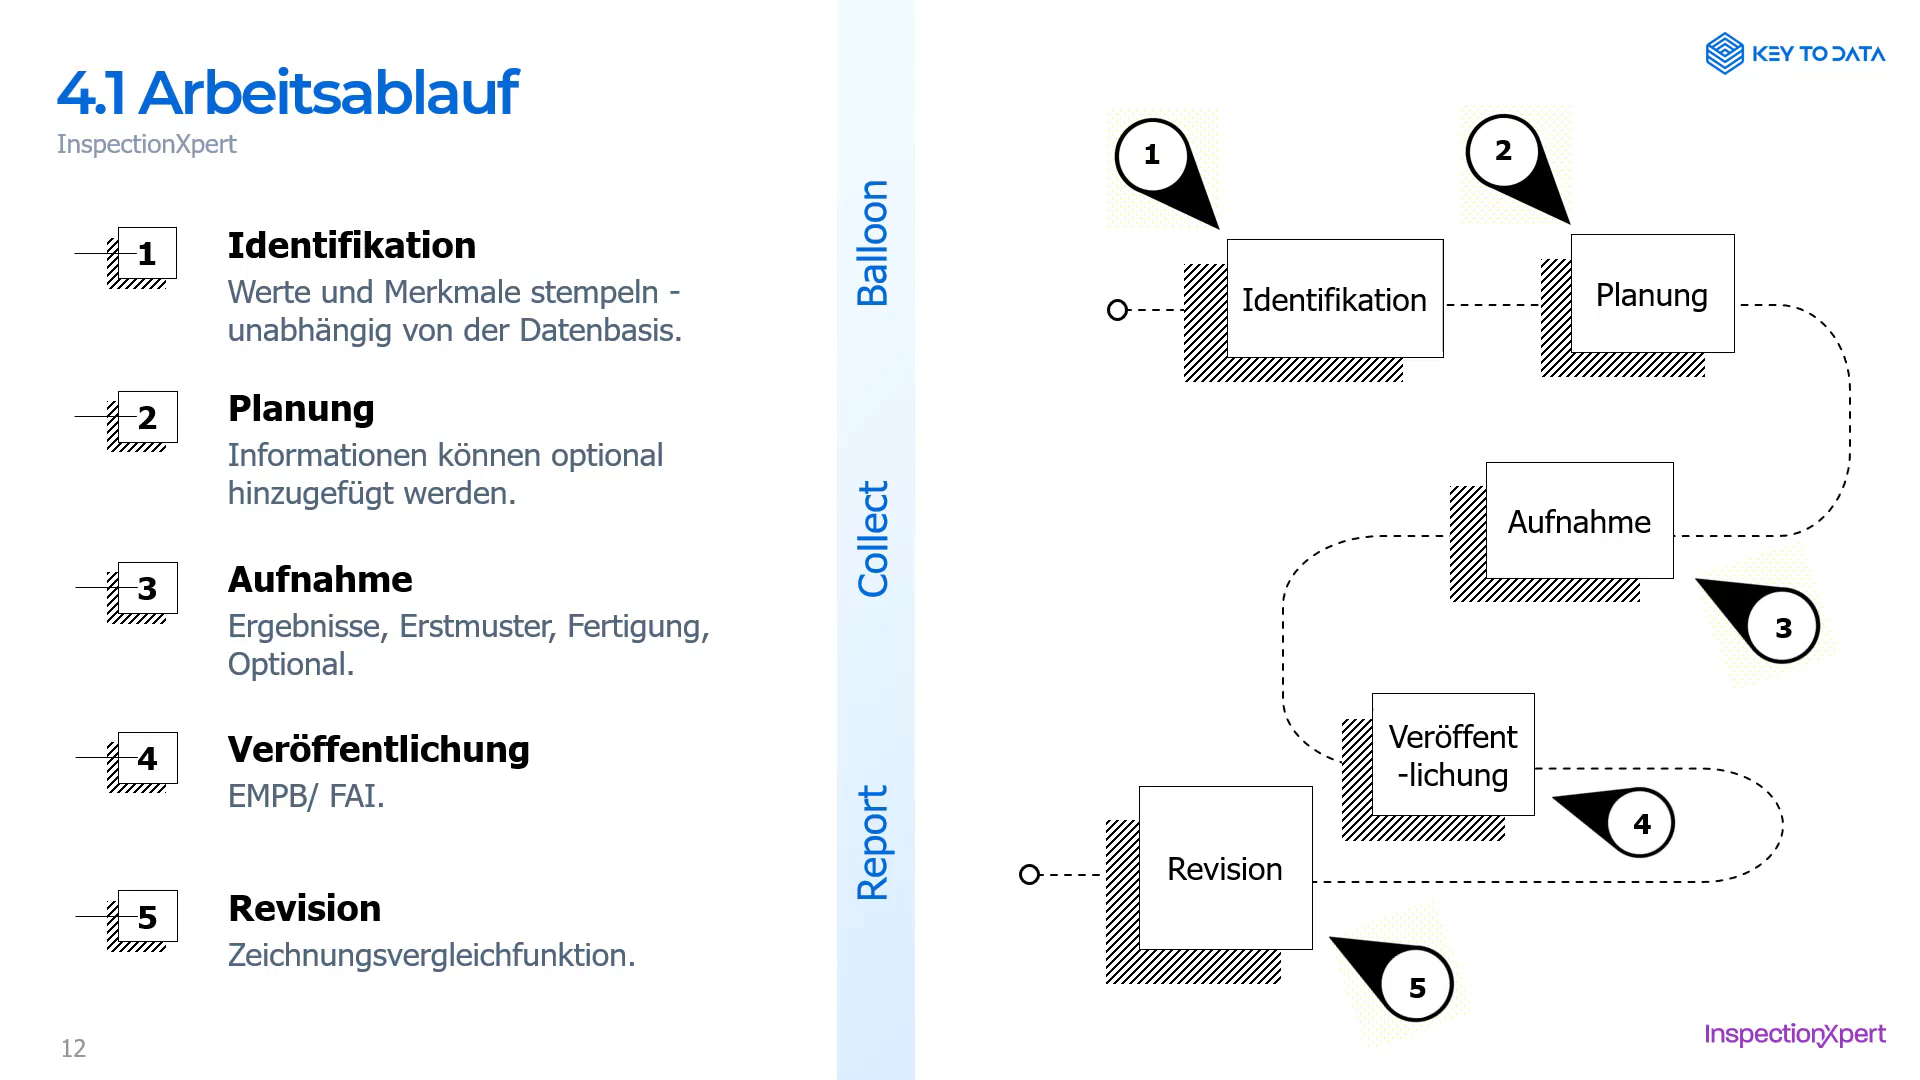 4.1 Arbeitsablauf
InspectionXpert
1
Identifikation
Werte und Merkmale stempeln -
unabhängig von der Datenbasis.
2
Planung
Informationen können optional
hinzugefügt werden.
3
Aufnahme
Ergebnisse, Erstmuster, Fertigung,
Optional.
4
Veröffentlichung
EMPB/ FAI.
5
Revision
Zeichnungsvergleichfunktion.
12
Balloon
Collect
Report
KEY TO DATA
1
2
Identifikation
Planung
Aufnahme
3
Veröffent
-lichung
4
Revision
5
InspectionXpert